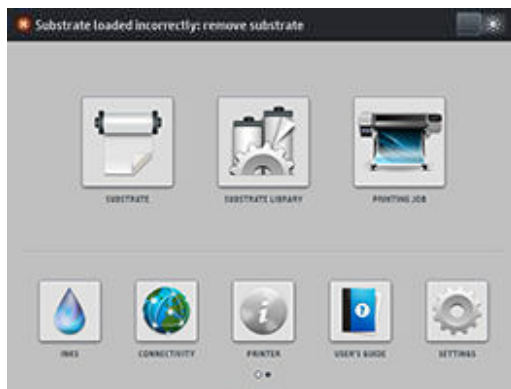 Substrate loaded incorrectly: remove substrate
SUBSTRATE
SUBSTRATE LIBRARY
PRINTING JOB
INKS
CONNECTIVITY
PRINTER
USER'S GUIDE
SETTINGS